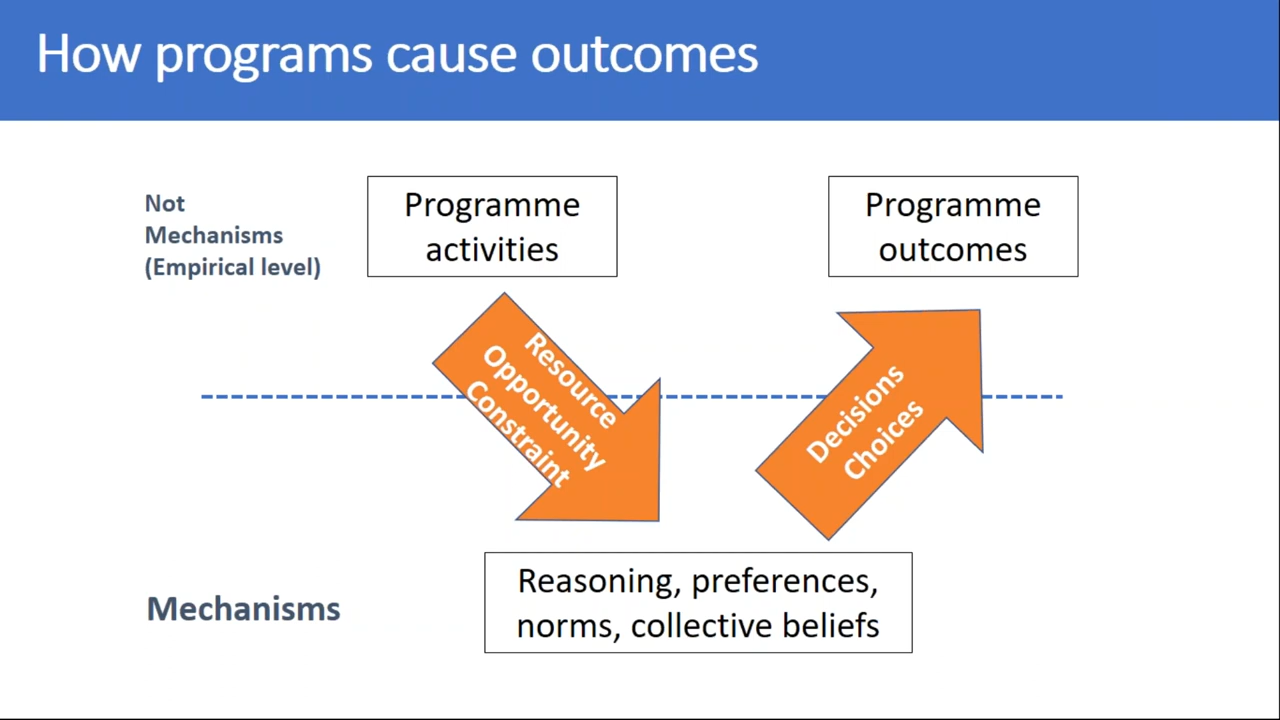 How programs cause outcomes
Not
Mechanisms
(Empirical level)
Programme
activities
Programme
outcomes
Resource
Opportunity
Constraint
Decisions
Choices
Mechanisms
Reasoning, preferences,
norms, collective beliefs